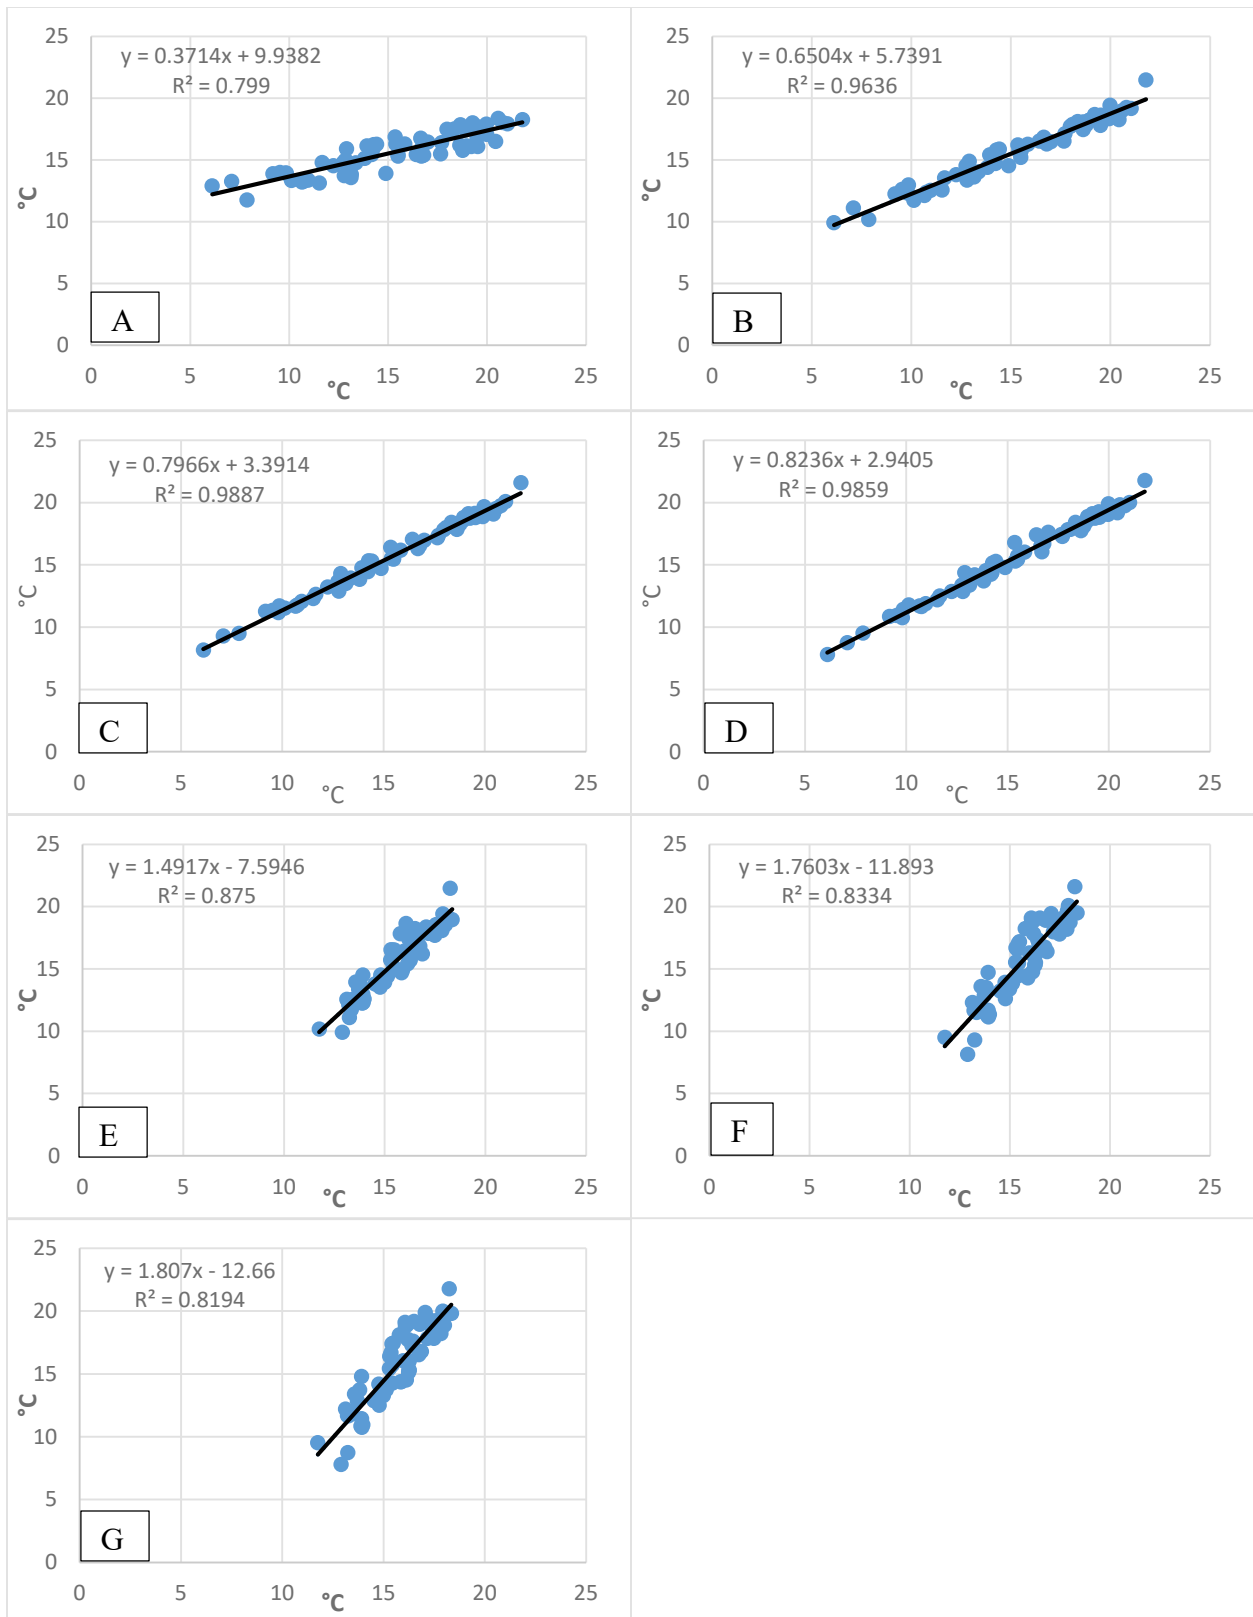 y = 0.3714x + 9.9382
R² = 0.799
25
20
15
10
5
0
°C
A
0 5 10 15 20 25
°C
y = 0.6504x + 5.7391
R² = 0.9636
25
20
15
10
5
0
°C
B
0 5 10 15 20 25
°C
y = 0.7966x + 3.3914
R² = 0.9887
25
20
15
10
5
0
°C
C
0 5 10 15 20 25
°C
y = 0.8236x + 2.9405
R² = 0.9859
25
20
15
10
5
0
°C
D
0 5 10 15 20 25
°C
y = 1.4917x - 7.5946
R² = 0.875
25
20
15
10
5
0
°C
E
0 5 10 15 20 25
°C
y = 1.7603x - 11.893
R² = 0.8334
25
20
15
10
5
0
°C
F
0 5 10 15 20 25
°C
y = 1.807x - 12.66
R² = 0.8194
25
20
15
10
5
0
°C
G
0 5 10 15 20 25
°C